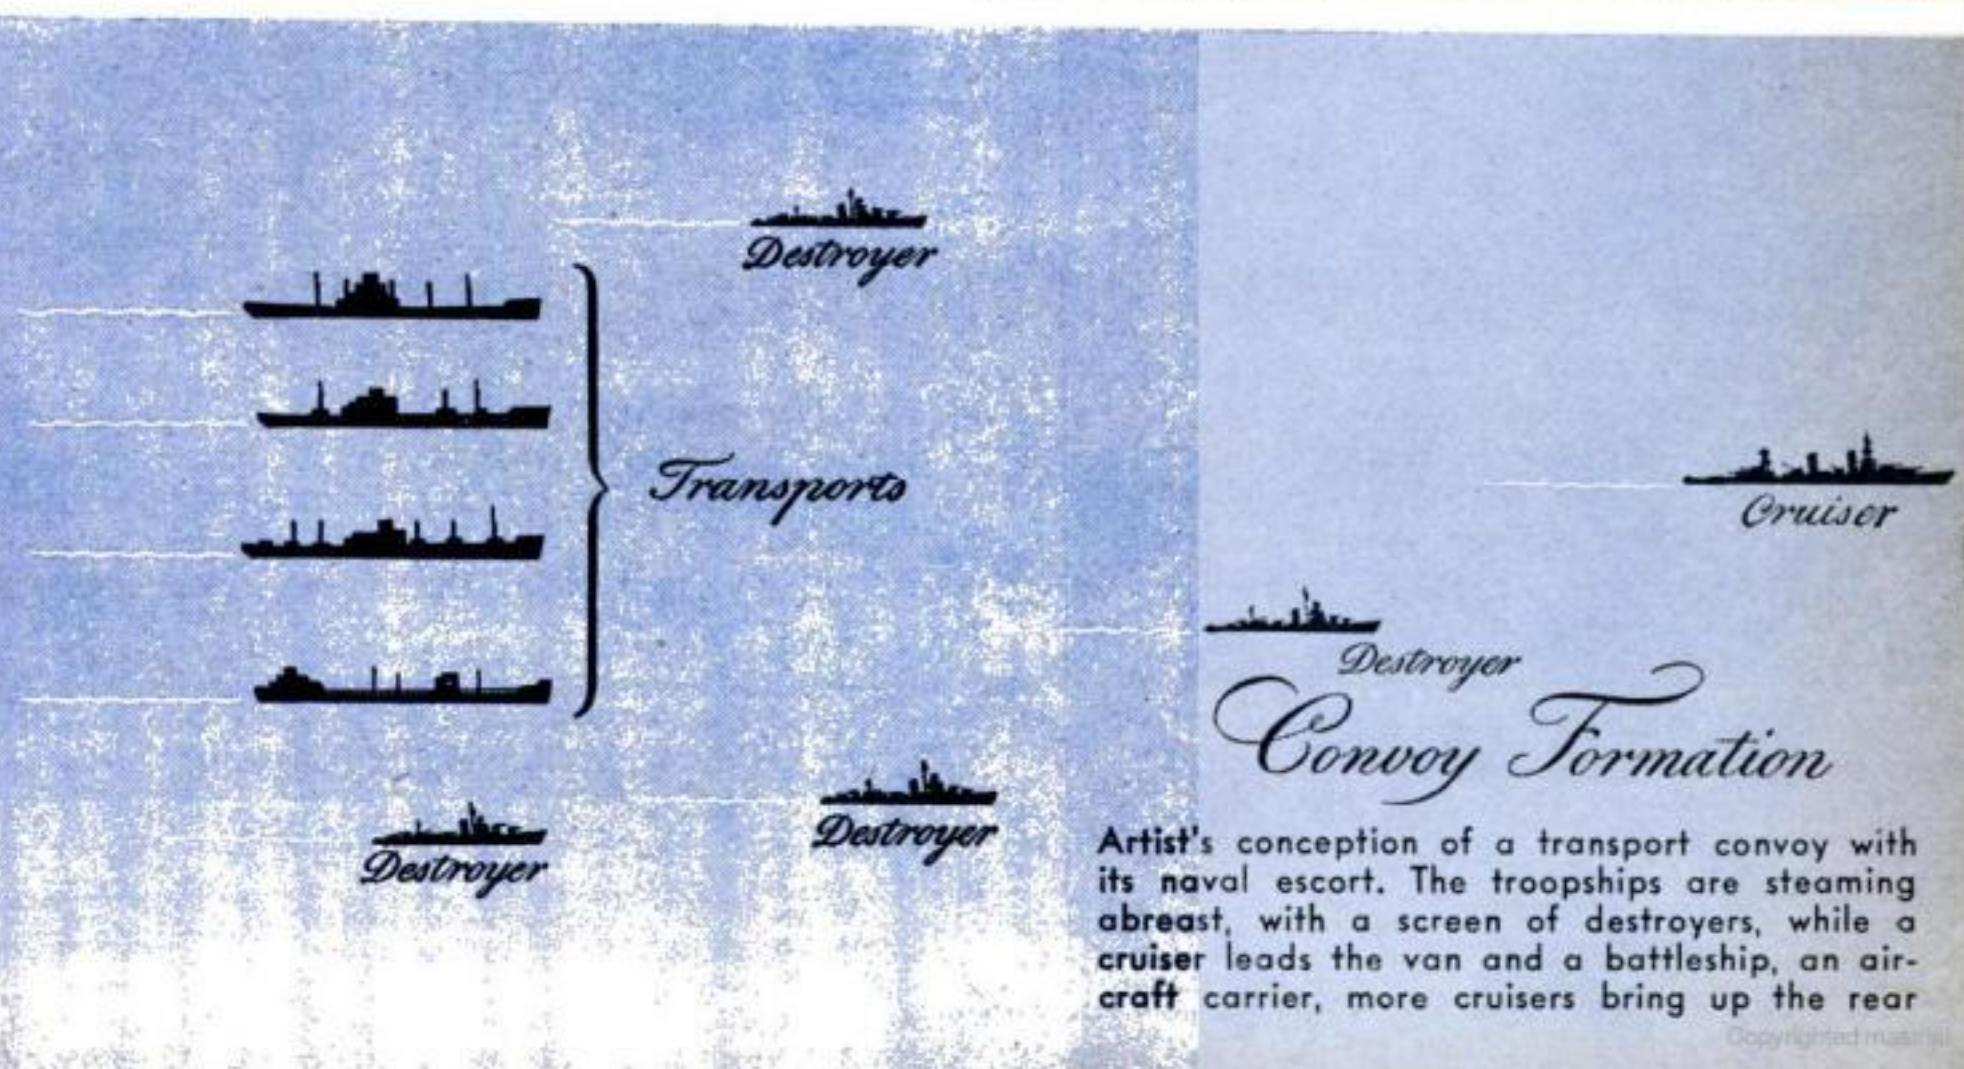 Destroyer
Transports
Cruiser
Destroyer
Convoy Formation
Destroyer
Destroyer
Artist's conception of a transport convoy with
its naval escort. The troopships are steaming
abreast, with a screen of destroyers, while a
cruiser leads the van and a battleship, an air-
craft carrier, more cruisers bring up the rear
Copyrighted material